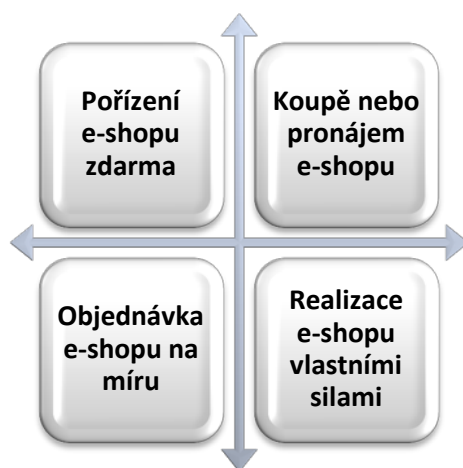 Pořízení
e-shopu
zdarma
Koupě nebo
pronájem
e-shopu
Objednávka
e-shopu na
míru
Realizace
e-shopu
vlastními
silami